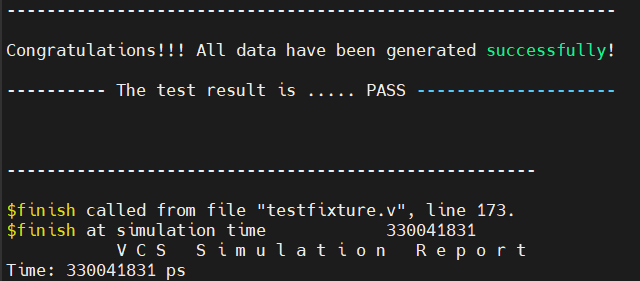 -------------------------------------------------------------
Congratulations!!! All data have been generated successfully!
---------- The test result is ..... PASS --------------------
-----------------------------------------------------
$finish called from file "testfixture.v", line 173.
$finish at simulation time            330041831
           V C S   S i m u l a t i o n   R e p o r t
Time: 330041831 ps